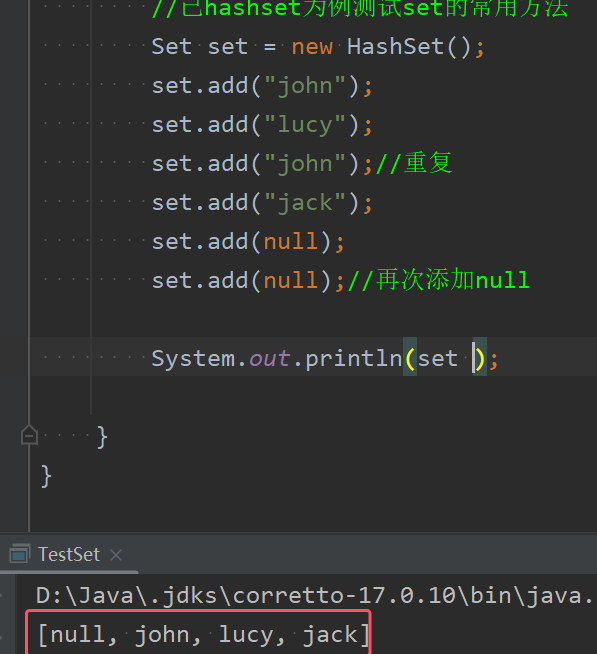 //已hashset为例测试set的常用方法
Set set = new HashSet();
set.add("john");
set.add("lucy");
set.add("john");//重复
set.add("jack");
set.add(null);
set.add(null);//再次添加null
System.out.println(set );
}
}
TestSet
D:\Java\.jdks\corretto-17.0.10\bin\java.
[null, john, lucy, jack]